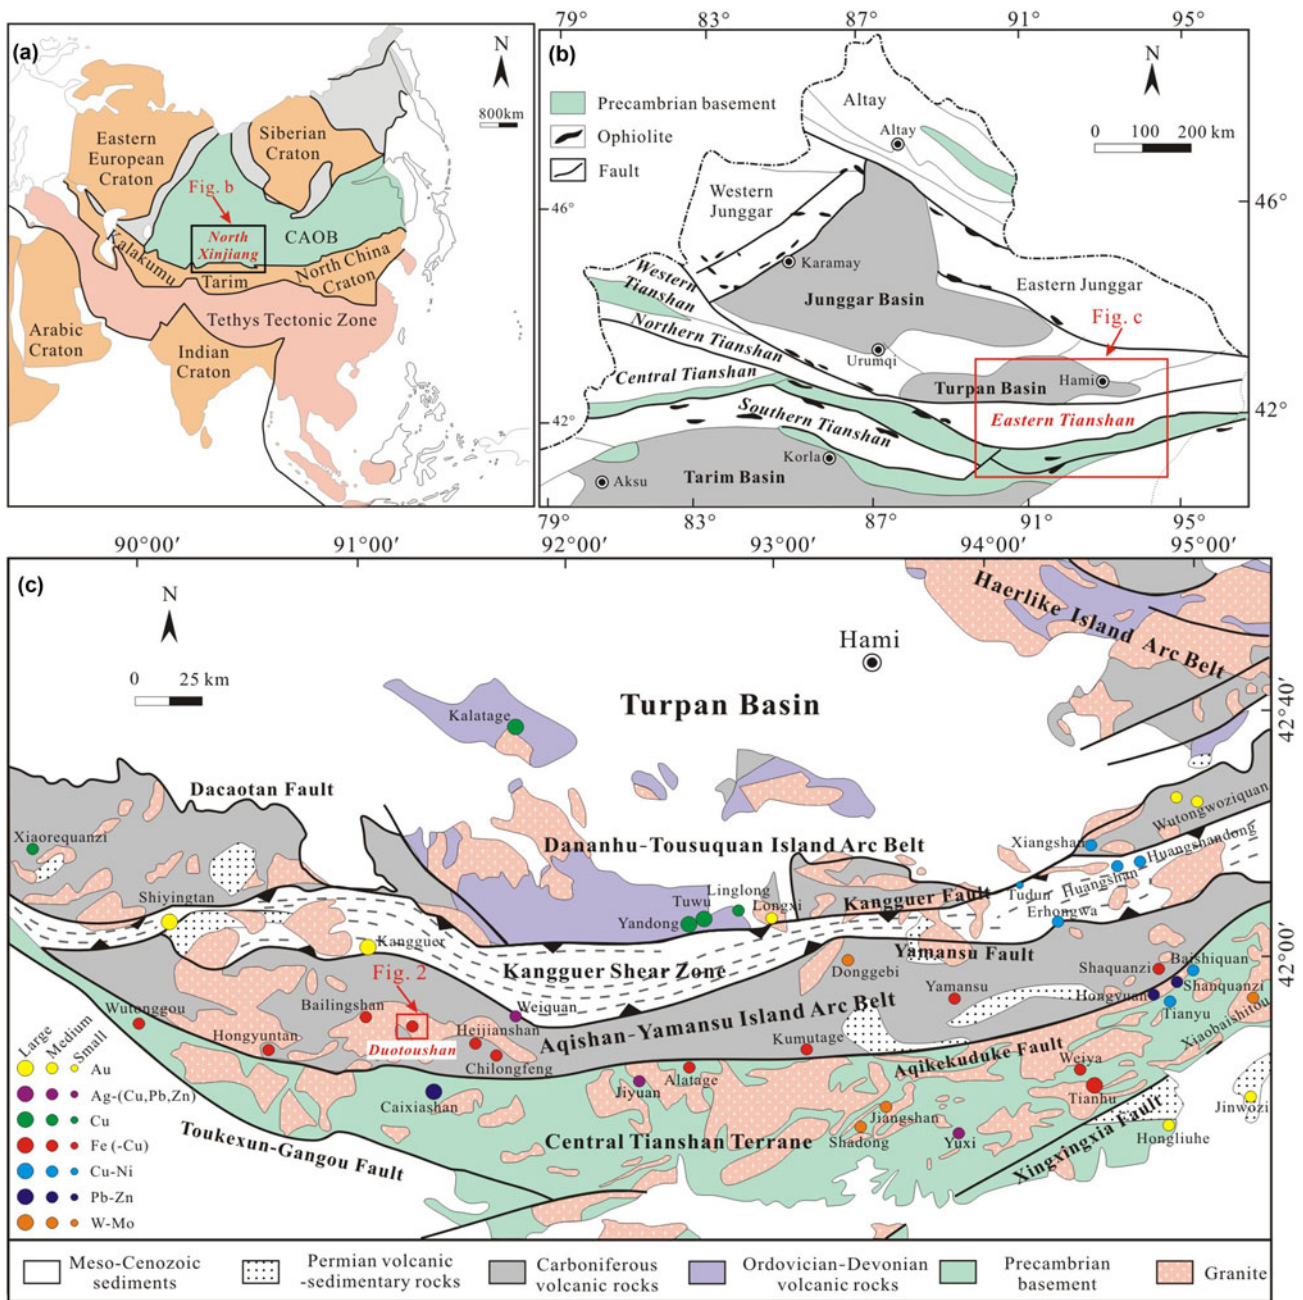 (a)
N
800km
Eastern
European
Craton
Siberian
Craton
Fig. b
North
Xinjiang
CAOB
Kalakumu
Tarim
North China
Craton
Tethys Tectonic Zone
Arabic
Craton
Indian
Craton
79°
83°
87°
91°
95°
(b)
N
Precambrian basement
Ophiolite
Fault
0 100 200 km
Altay
Altay
Western
Junggar
46°
46°
Karamay
Junggar Basin
Eastern Junggar
Western
Tianshan
Northern Tianshan
Urumqi
Fig. c
Central Tianshan
Turpan Basin
Hami
Southern Tianshan
Eastern Tianshan
42°
42°
Korla
Aksu
Tarim Basin
79°
83°
87°
91°
95°
90°00′
91°00′
92°00′
93°00′
94°00′
95°00′
(c)
N
0 25 km
Hami
Haerlike Island Arc Belt
42°40′
Turpan Basin
Kalatage
Dacaotan Fault
Xiaorequanzi
Dananhu-Tousuquan Island Arc Belt
Wutongwoziquan
Xiangshan
Huangshandong
Huangshan
Shiyingtan
Linglong
Tuwu
Longxi
Yandong
Kangguer Fault
Tudun
Erhongwa
Kangguer
Yamansu Fault
42°00′
Kangguer Shear Zone
Fig. 2
Donggebi
Shaquanzi
Baishiquan
Wutonggou
Bailingshan
Weiquan
Yamansu
Hongyuan
Shanquanzi
Tianyu
Hongyuntan
Heijianshan
Duotoushan
Chilongfeng
Aqishan-Yamansu Island Arc Belt
Kumutage
Xiaobaishitou
Aqikekuduke Fault
Weiya
Large
Medium
Small
Au
Ag-(Cu,Pb,Zn)
Cu
Fe (-Cu)
Cu-Ni
Pb-Zn
W-Mo
Caixiashan
Jiyuan
Alatage
Tianhu
Jiangshan
Shadong
Yuxi
Jinwozi
Hongliuhe
Toukexun-Gangou Fault
Central Tianshan Terrane
Xingxingxia Fault
Meso-Cenozoic
sediments
Permian volcanic
-sedimentary rocks
Carboniferous
volcanic rocks
Ordovician-Devonian
volcanic rocks
Precambrian
basement
Granite